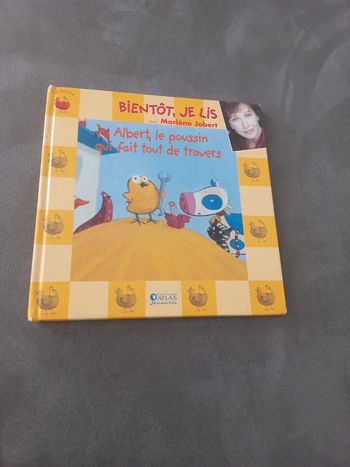 BIENTÔT, JE LIS
avec Marlène Jobert
Albert, le poussin
qui fait tout de travers
ATLAS